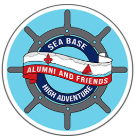 SEA BASE
ALUMNI AND FRIENDS
HIGH ADVENTURE